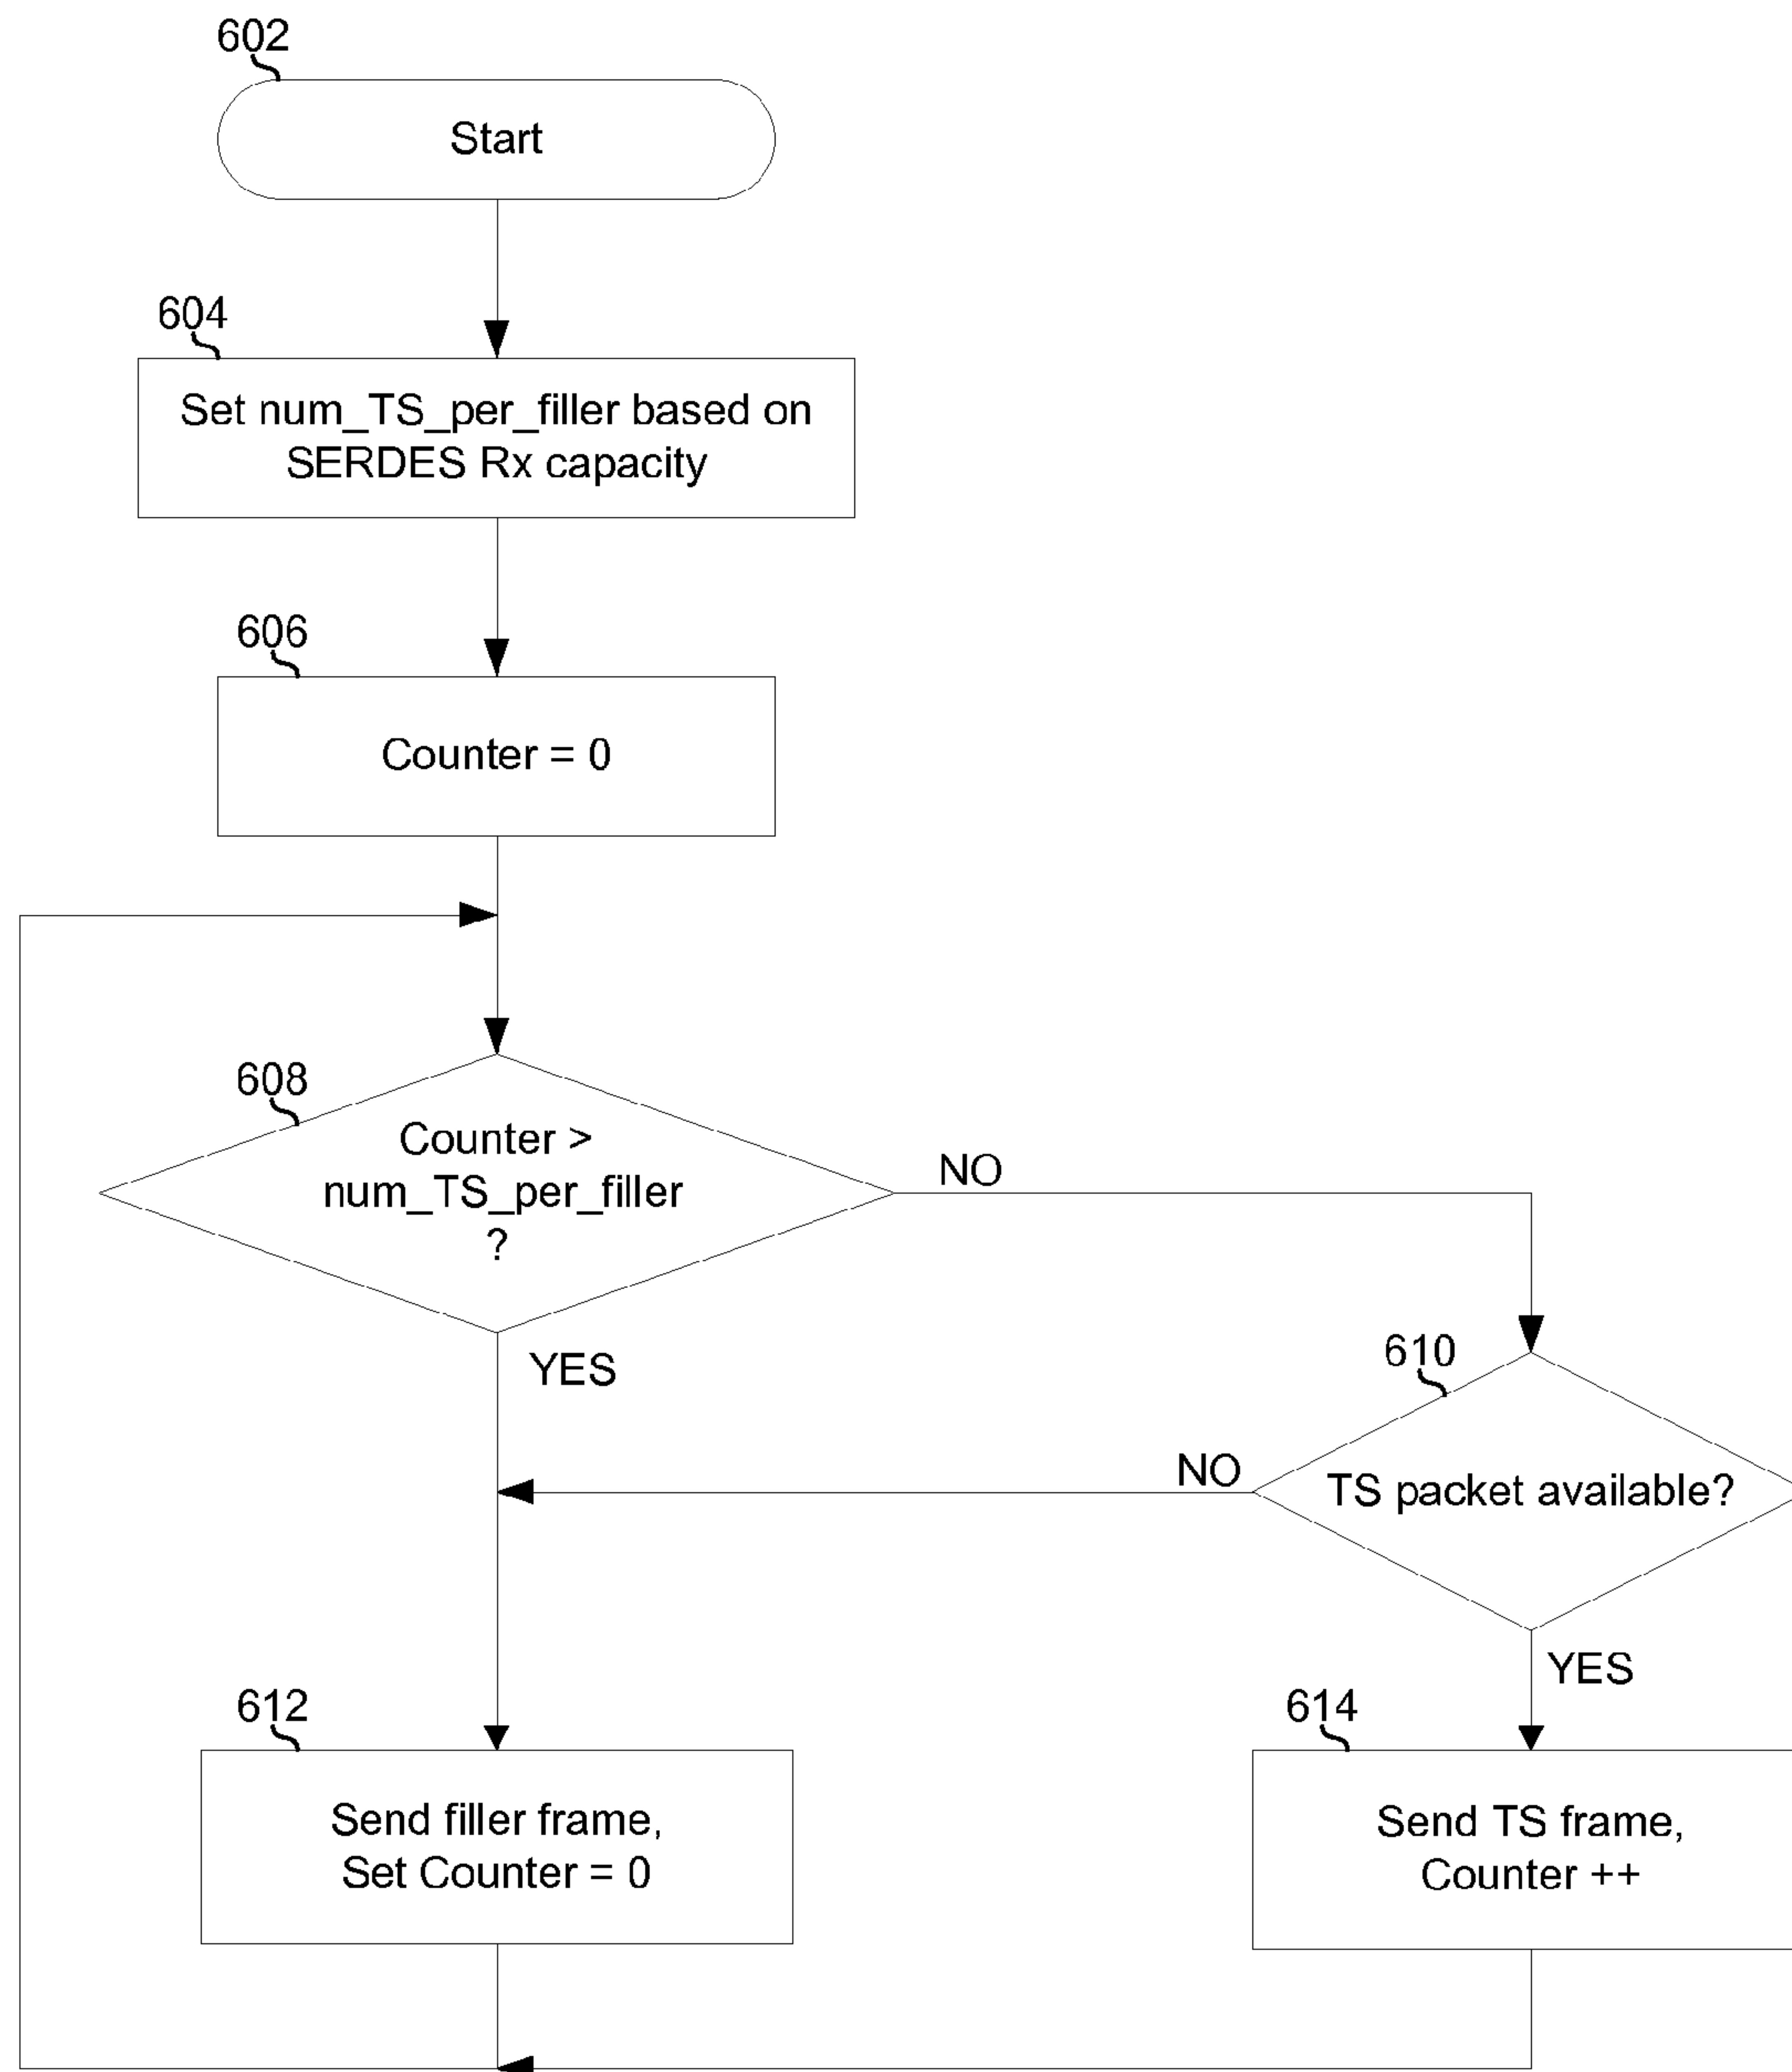 602
Start
604
Set num_TS_per_filler based on
SERDES Rx capacity
606
Counter = 0
608
Counter >
num_TS_per_filler
?
NO
YES
610
TS packet available?
NO
YES
612
Send filler frame,
Set Counter = 0
614
Send TS frame,
Counter ++